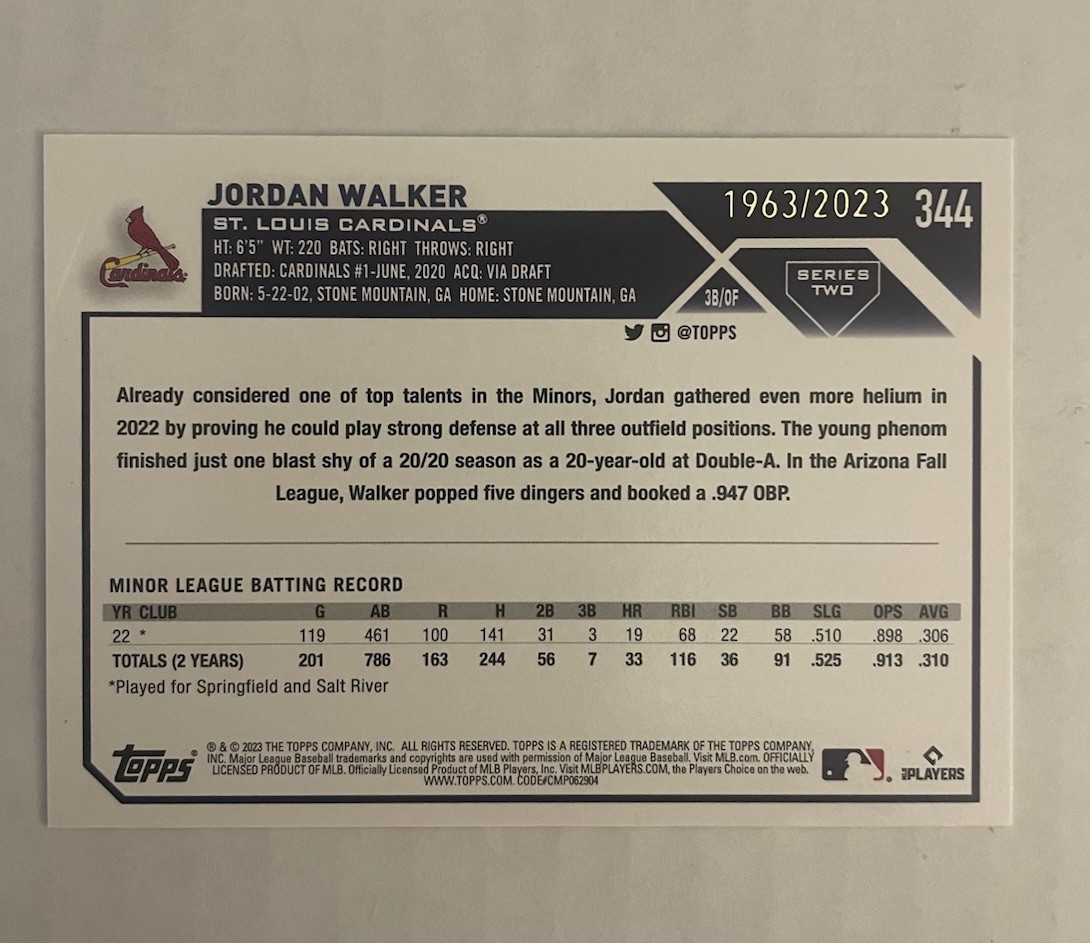 JORDAN WALKER
ST. LOUIS CARDINALS®
HT: 6'5" WT: 220 BATS: RIGHT THROWS: RIGHT
DRAFTED: CARDINALS #1-JUNE, 2020 ACQ: VIA DRAFT
BORN: 5-22-02, STONE MOUNTAIN, GA HOME: STONE MOUNTAIN, GA
Cardinals
1963/2023 344
SERIES
TWO
3B/OF
@TOPPS
Already considered one of top talents in the Minors, Jordan gathered even more helium in
2022 by proving he could play strong defense at all three outfield positions. The young phenom
finished just one blast shy of a 20/20 season as a 20-year-old at Double-A. In the Arizona Fall
League, Walker popped five dingers and booked a .947 OBP.
MINOR LEAGUE BATTING RECORD
YR CLUB G AB R H 2B 3B HR RBI SB BB SLG OPS AVG
22 * 119 461 100 141 31 3 19 68 22 58 .510 .898 .306
TOTALS (2 YEARS) 201 786 163 244 56 7 33 116 36 91 .525 .913 .310
*Played for Springfield and Salt River
Topps®
® & © 2023 THE TOPPS COMPANY, INC. ALL RIGHTS RESERVED. TOPPS IS A REGISTERED TRADEMARK OF THE TOPPS COMPANY,
INC. Major League Baseball trademarks and copyrights are used with permission of Major League Baseball. Visit MLB.com. OFFICIALLY
LICENSED PRODUCT OF MLB. Officially Licensed Product of MLB Players, Inc. Visit MLBPLAYERS.COM, the Players Choice on the web.
WWW.TOPPS.COM. CODE#CMP062904
MLB PLAYERS